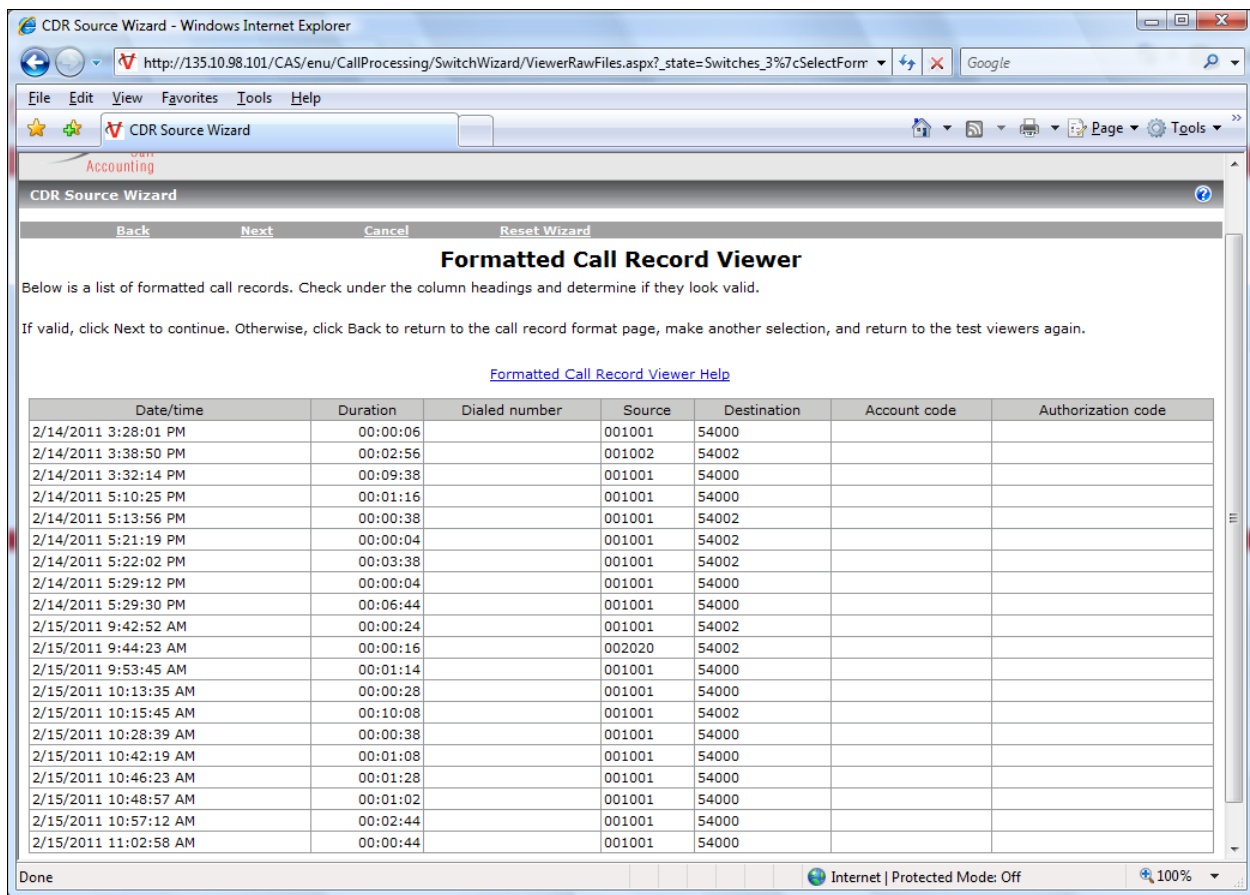 CDR Source Wizard - Windows Internet Explorer
http://135.10.98.101/CAS/enu/CallProcessing/SwitchWizard/ViewerRawFiles.aspx?_state=Switches_3%7cSelectForm Google
File Edit View Favorites Tools Help
CDR Source Wizard Page Tools
Accounting
CDR Source Wizard
Back Next Cancel Reset Wizard
Formatted Call Record Viewer
Below is a list of formatted call records. Check under the column headings and determine if they look valid.
If valid, click Next to continue. Otherwise, click Back to return to the call record format page, make another selection, and return to the test viewers again.
Formatted Call Record Viewer Help
Date/time Duration Dialed number Source Destination Account code Authorization code
2/14/2011 3:28:01 PM 00:00:06 001001 54000
2/14/2011 3:38:50 PM 00:02:56 001002 54002
2/14/2011 3:32:14 PM 00:09:38 001001 54000
2/14/2011 5:10:25 PM 00:01:16 001001 54000
2/14/2011 5:13:56 PM 00:00:38 001001 54002
2/14/2011 5:21:19 PM 00:00:04 001001 54002
2/14/2011 5:22:02 PM 00:03:38 001001 54002
2/14/2011 5:29:12 PM 00:00:04 001001 54000
2/14/2011 5:29:30 PM 00:06:44 001001 54000
2/15/2011 9:42:52 AM 00:00:24 001001 54002
2/15/2011 9:44:23 AM 00:00:16 002020 54002
2/15/2011 9:53:45 AM 00:01:14 001001 54000
2/15/2011 10:13:35 AM 00:00:28 001001 54000
2/15/2011 10:15:45 AM 00:10:08 001001 54002
2/15/2011 10:28:39 AM 00:00:38 001001 54000
2/15/2011 10:42:19 AM 00:01:08 001001 54000
2/15/2011 10:46:23 AM 00:01:28 001001 54000
2/15/2011 10:48:57 AM 00:01:02 001001 54000
2/15/2011 10:57:12 AM 00:02:44 001001 54000
2/15/2011 11:02:58 AM 00:00:44 001001 54000
Done Internet | Protected Mode: Off 100%